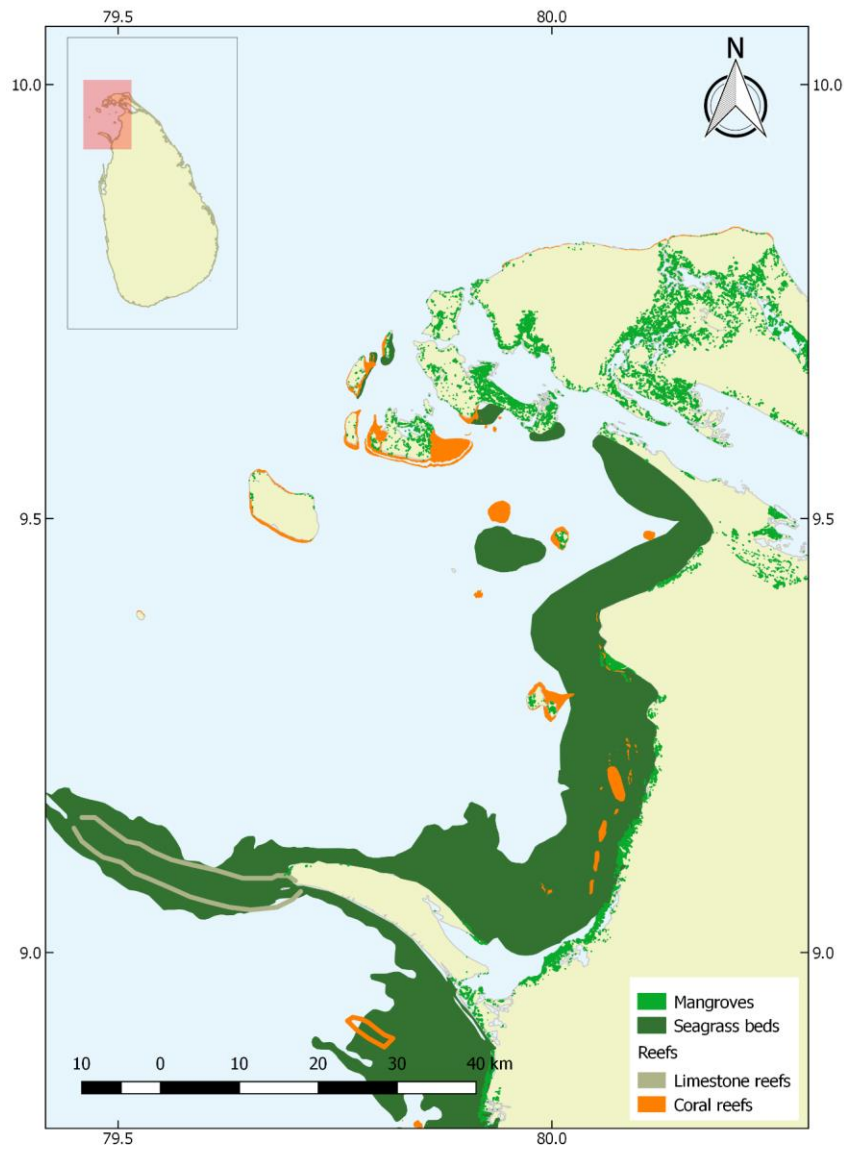 79.5 80.0
N
10.0 10.0
9.5 9.5
9.0 9.0
Mangroves
Seagrass beds
Reefs
Limestone reefs
Coral reefs
10 0 10 20 30 40 km
79.5 80.0